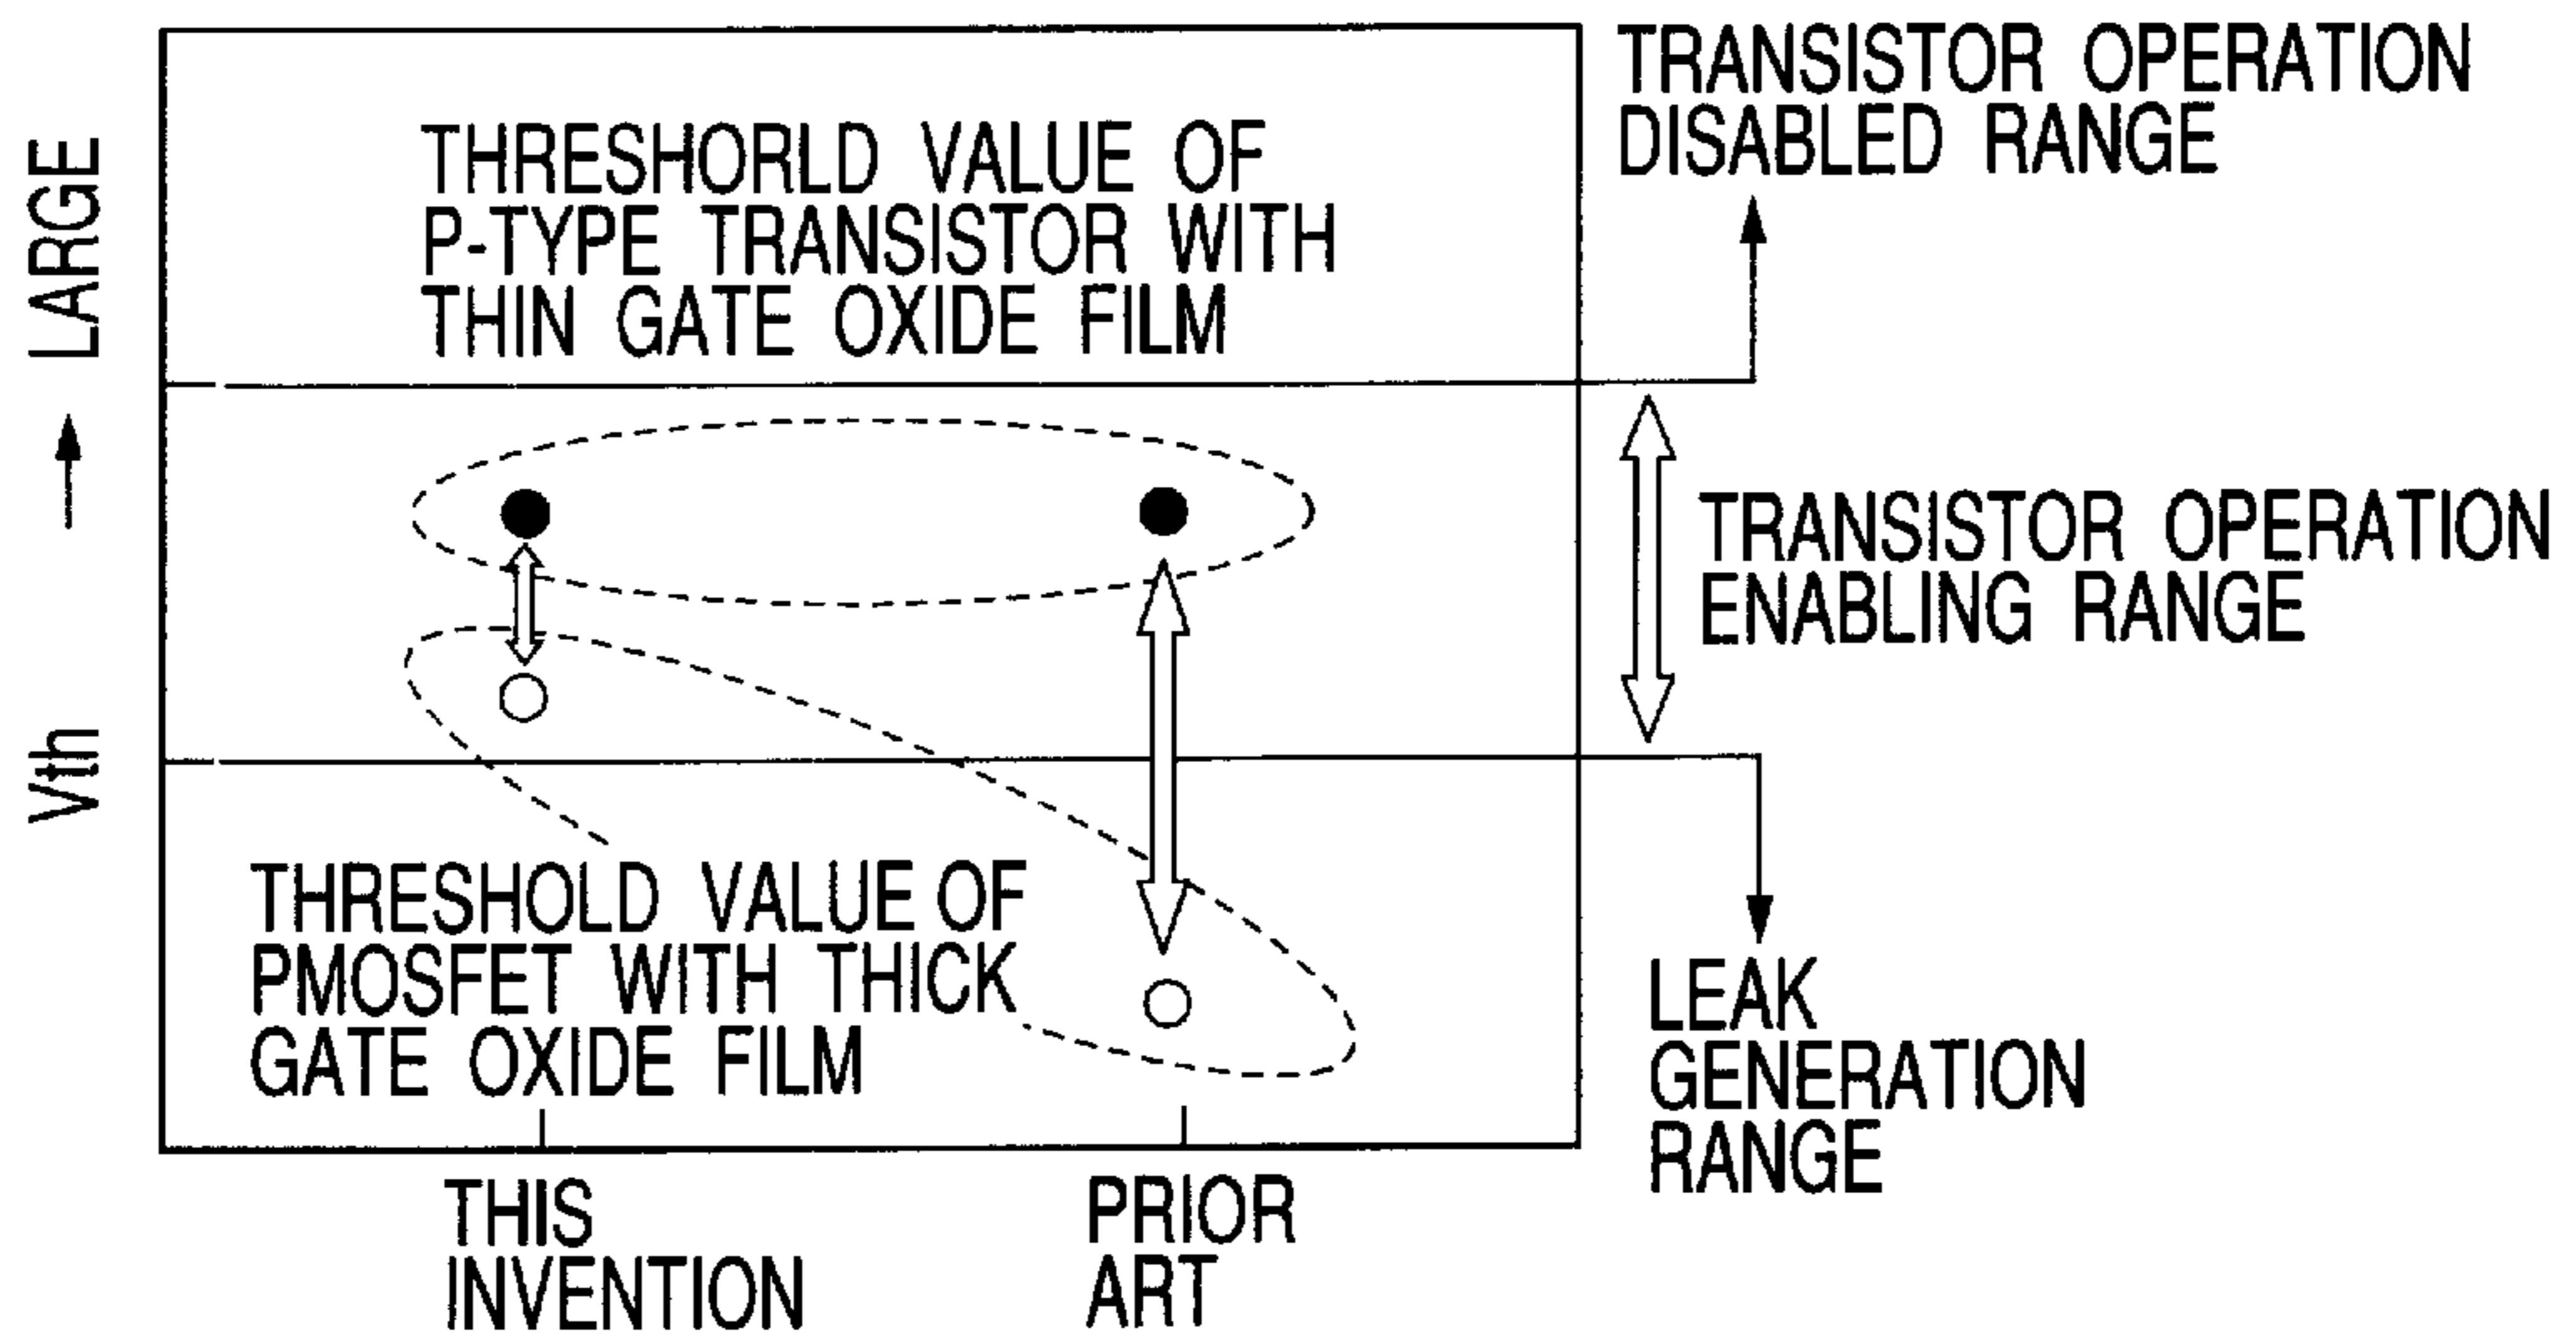 TRANSISTOR OPERATION
DISABLED RANGE
THRESHORLD VALUE OF
P-TYPE TRANSISTOR WITH
THIN GATE OXIDE FILM
LARGE
TRANSISTOR OPERATION
ENABLING RANGE
Vth
THRESHOLD VALUE OF
PMOSFET WITH THICK
GATE OXIDE FILM
LEAK
GENERATION
RANGE
THIS
INVENTION
PRIOR
ART